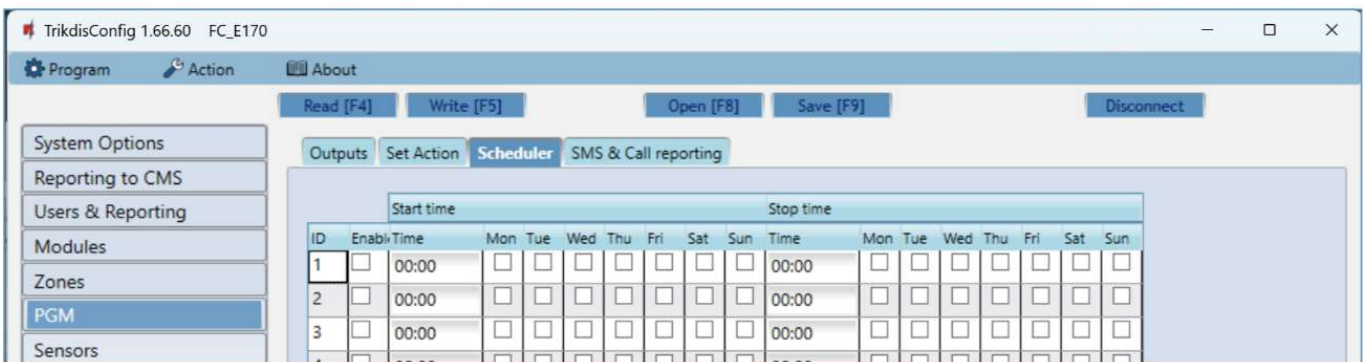 TrikdisConfig 1.66.60 FC_E170
Program Action About
Read [F4] Write [F5] Open [F8] Save [F9] Disconnect
System Options
Reporting to CMS
Users & Reporting
Modules
Zones
PGM
Sensors
Outputs Set Action Scheduler SMS & Call reporting
Start time Stop time
ID Enabl Time Mon Tue Wed Thu Fri Sat Sun Time Mon Tue Wed Thu Fri Sat Sun
1 00:00 00:00
2 00:00 00:00
3 00:00 00:00